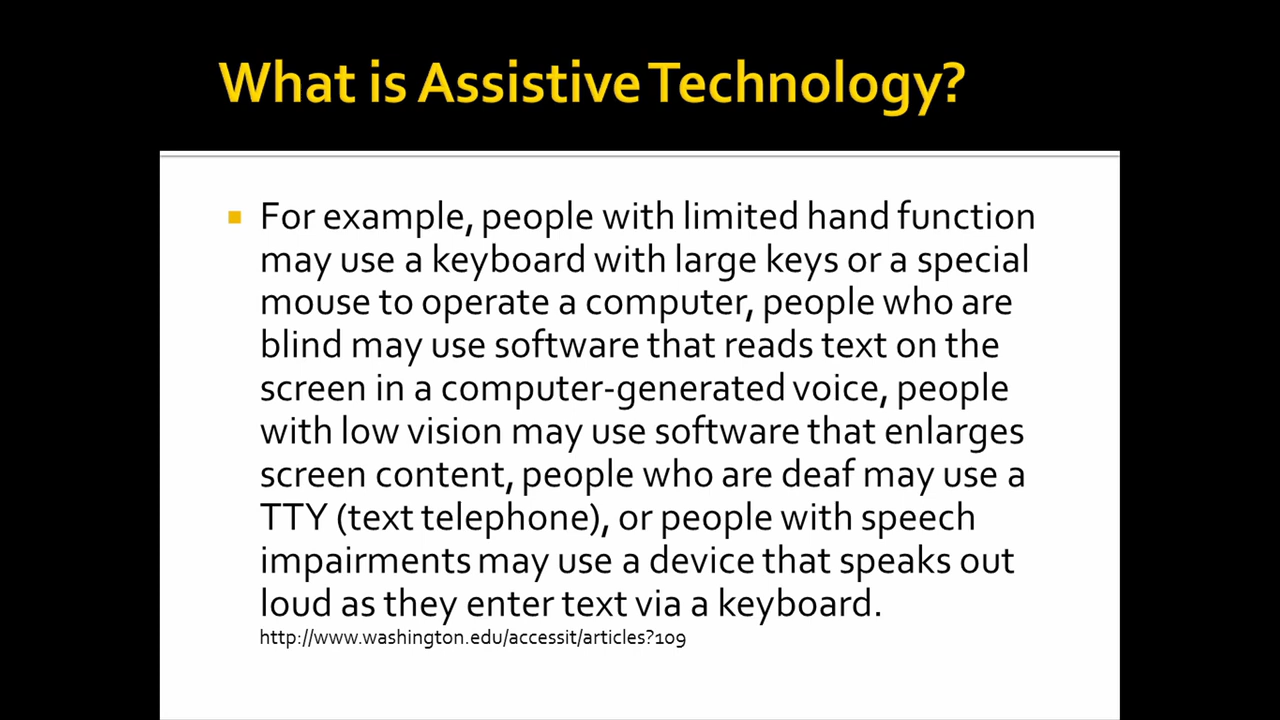 What is Assistive Technology?
For example, people with limited hand function
may use a keyboard with large keys or a special
mouse to operate a computer, people who are
blind may use software that reads text on the
screen in a computer-generated voice, people
with low vision may use software that enlarges
screen content, people who are deaf may use a
TTY (text telephone), or people with speech
impairments may use a device that speaks out
loud as they enter text via a keyboard.
http://www.washington.edu/accessit/articles?109